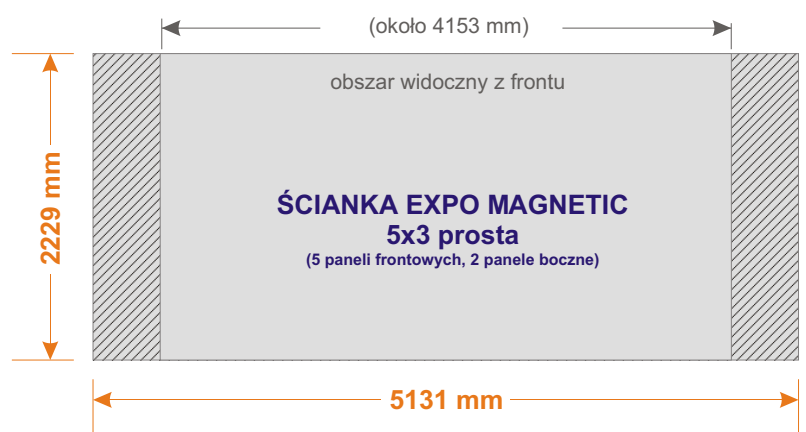 (około 4153 mm)
obszar widoczny z frontu
ŚCIANKA EXPO MAGNETIC
5x3 prosta
(5 paneli frontowych, 2 panele boczne)
2229 mm
5131 mm